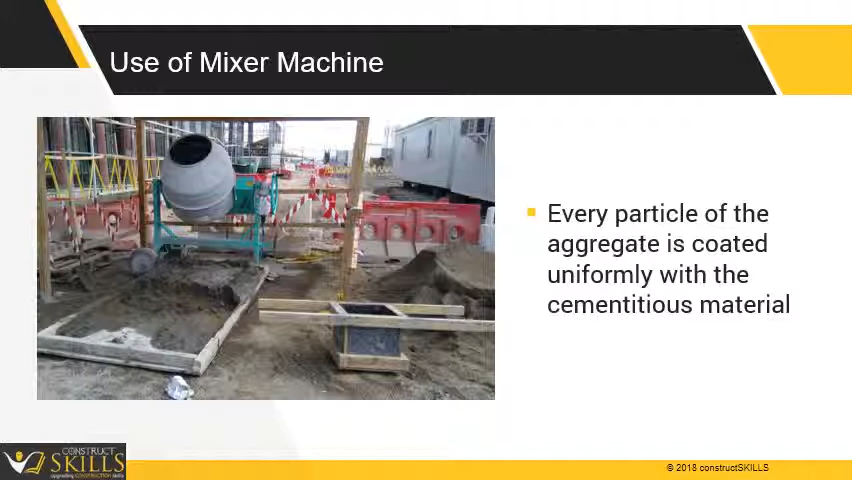 Use of Mixer Machine
Every particle of the
aggregate is coated
uniformly with the
cementitious material
CONSTRUCT
SKILLS
upgrading CONSTRUCTION skills
© 2018 constructSKILLS